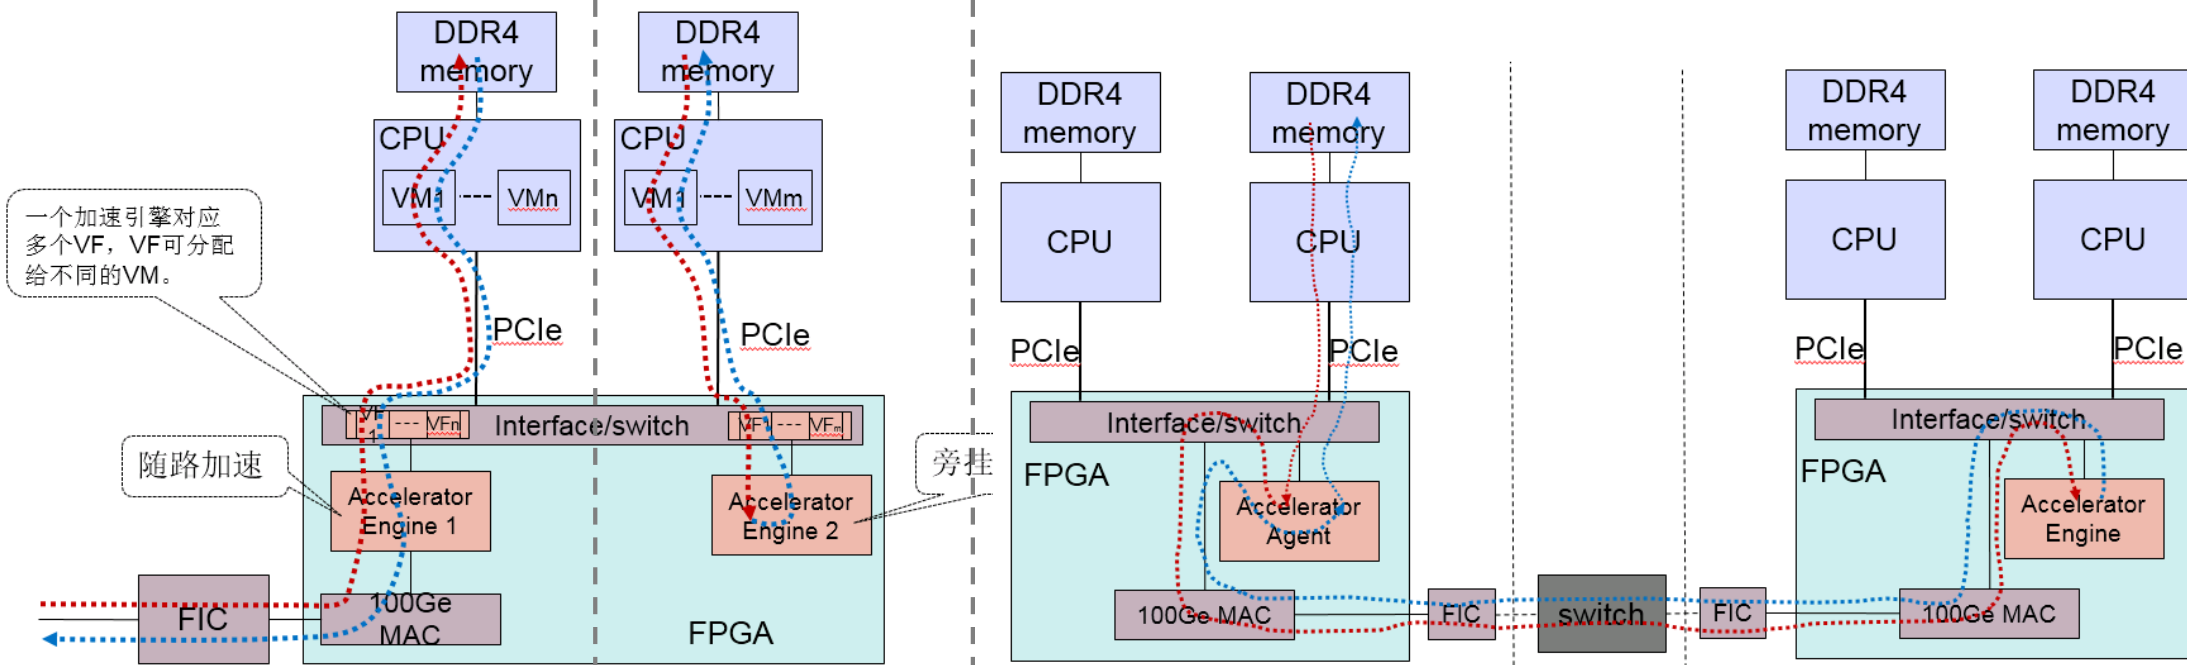 DDR4
memory
DDR4
memory
CPU
VM1
VMn
CPU
VM1
VMm
一个加速引擎对应
多个VF，VF可分配
给不同的VM。
PCIe
PCIe
VF
1
VFn
Interface/switch
VF1
VFm
随路加速
Accelerator
Engine 1
Accelerator
Engine 2
旁挂
FIC
100Ge
MAC
FPGA
DDR4
memory
DDR4
memory
CPU
CPU
PCIe
PCIe
Interface/switch
FPGA
Accelerator
Agent
100Ge MAC
FIC
switch
FIC
DDR4
memory
DDR4
memory
CPU
CPU
PCIe
PCIe
Interface/switch
FPGA
Accelerator
Engine
100Ge MAC